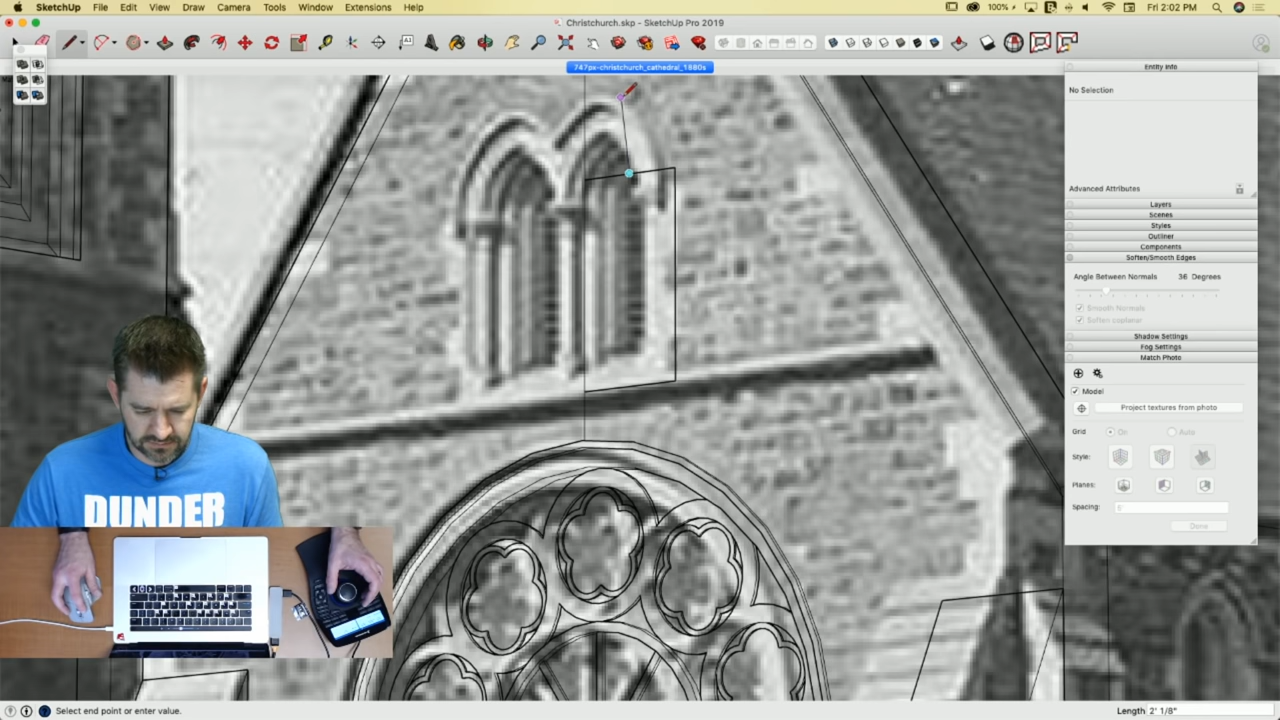 SketchUp File Edit View Draw Camera Tools Window Extensions Help
100% Fri 2:02 PM
Christchurch.skp - SketchUp Pro 2019
747px-christchurch_cathedral_1880s
Entity Info
No Selection
Advanced Attributes
Layers
Scenes
Styles
Outliner
Components
Soften/Smooth Edges
Angle Between Normals 36 Degrees
Smooth Normals
Soften coplanar
Shadow Settings
Fog Settings
Match Photo
Model
Project textures from photo
Grid On Auto
Style:
Planes:
Spacing: 5'
Done
DUNDER
Select end point or enter value.
Length 2' 1/8"